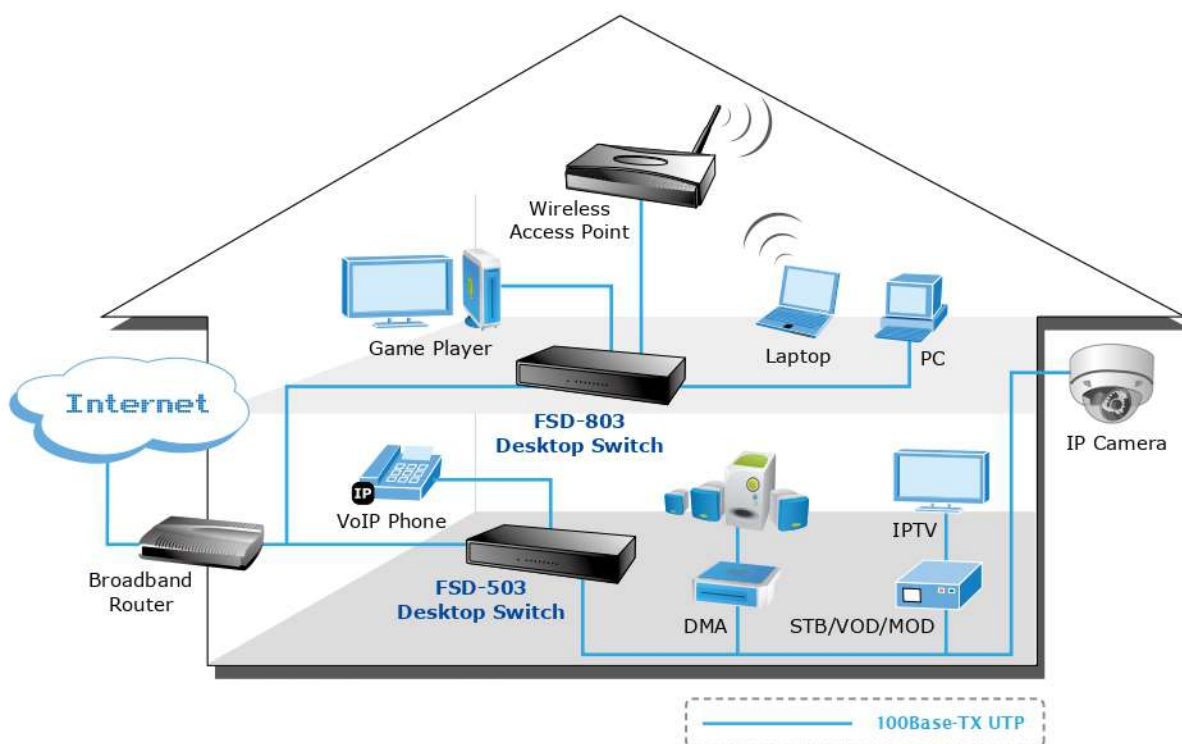 Wireless
Access Point
Game Player
Laptop
PC
Internet
FSD-803
Desktop Switch
IP Camera
IP
VoIP Phone
IPTV
Broadband
Router
FSD-503
Desktop Switch
DMA
STB/VOD/MOD
100Base-TX UTP